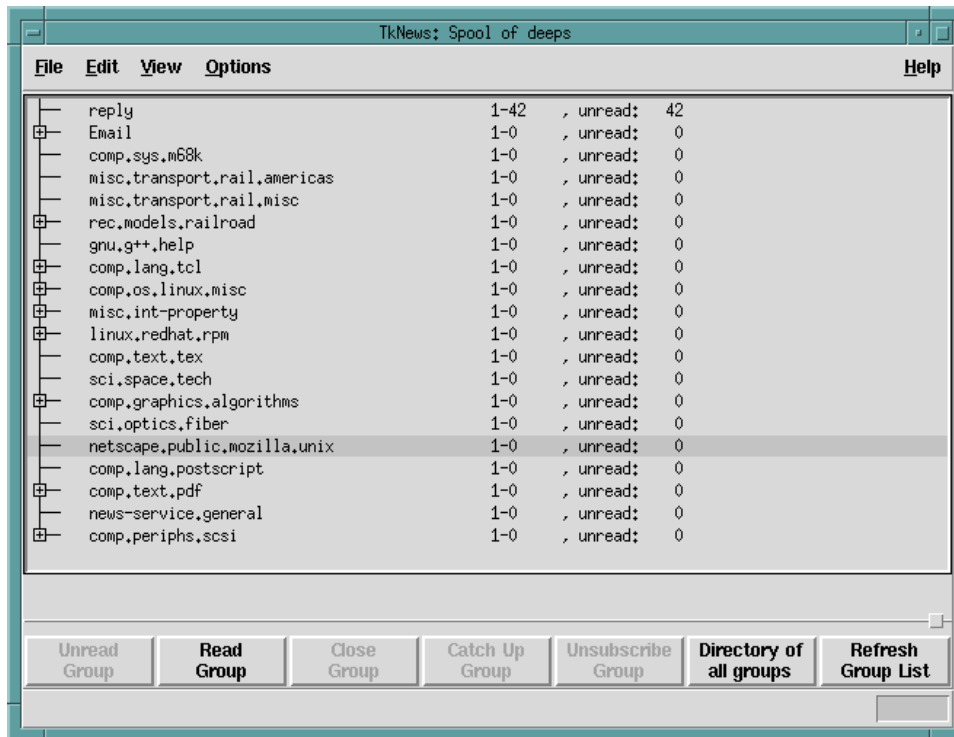 TkNews: Spool of deeps
File Edit View Options Help
reply 1-42 , unread: 42
Email 1-0 , unread: 0
comp.sys.m68k 1-0 , unread: 0
misc.transport.rail.americas 1-0 , unread: 0
misc.transport.rail.misc 1-0 , unread: 0
rec.models.railroad 1-0 , unread: 0
gnu.g++.help 1-0 , unread: 0
comp.lang.tcl 1-0 , unread: 0
comp.os.linux.misc 1-0 , unread: 0
misc.int-property 1-0 , unread: 0
linux.redhat.rpm 1-0 , unread: 0
comp.text.tex 1-0 , unread: 0
sci.space.tech 1-0 , unread: 0
comp.graphics.algorithms 1-0 , unread: 0
sci.optics.fiber 1-0 , unread: 0
netscape.public.mozilla.unix 1-0 , unread: 0
comp.lang.postscript 1-0 , unread: 0
comp.text.pdf 1-0 , unread: 0
news-service.general 1-0 , unread: 0
comp.periphs.scsi 1-0 , unread: 0
Unread Group
Read Group
Close Group
Catch Up Group
Unsubscribe Group
Directory of all groups
Refresh Group List